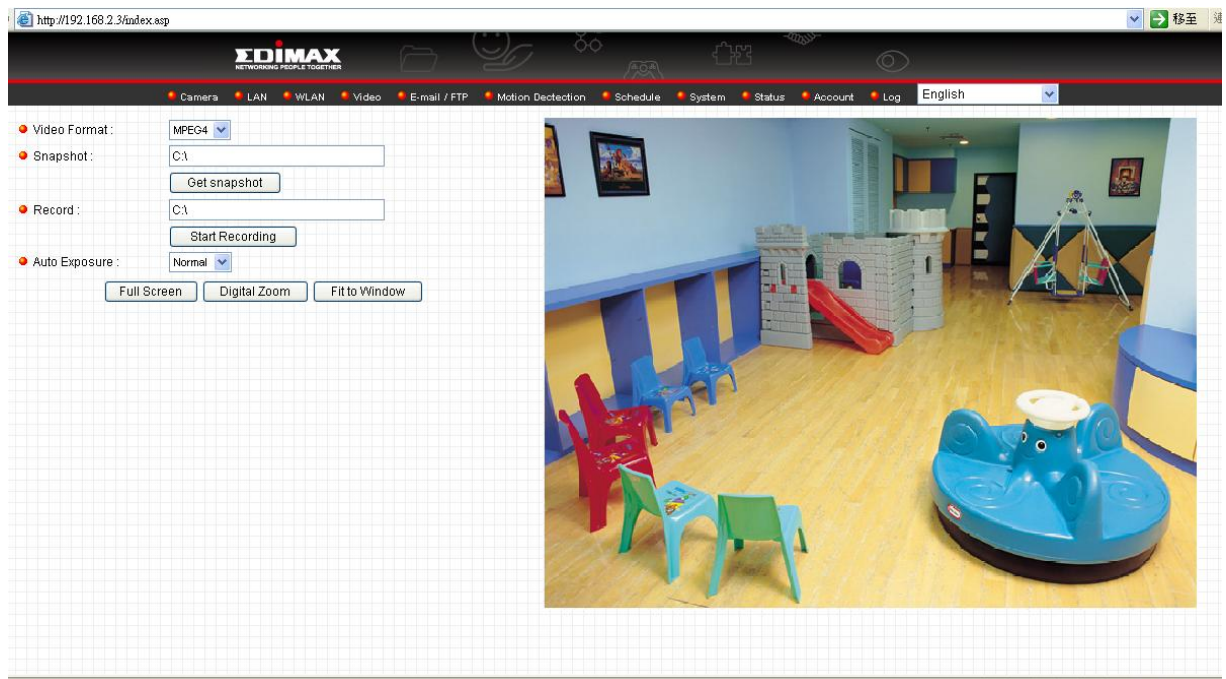 http://192.168.2.3/index.asp
移至
EDIMAX
NETWORKING PEOPLE TOGETHER
Camera LAN WLAN Video E-mail / FTP Motion Dectection Schedule System Status Account Log English
Video Format : MPEG4
Snapshot : C:\
Get snapshot
Record : C:\
Start Recording
Auto Exposure : Normal
Full Screen Digital Zoom Fit to Window